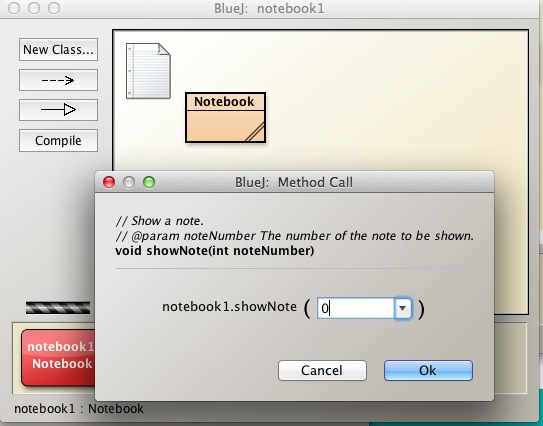 BlueJ: notebook1
New Class...
Compile
Notebook
BlueJ: Method Call
// Show a note.
// @param noteNumber The number of the note to be shown.
void showNote(int noteNumber)
notebook1.showNote ( 0 )
Cancel
Ok
notebook1
Notebook
notebook1 : Notebook